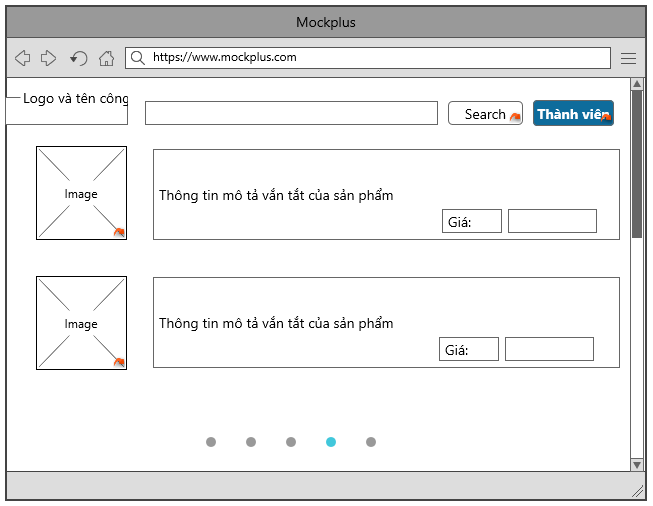 Mockplus
https://www.mockplus.com
Logo và tên công
Search
Thành viên
Image
Thông tin mô tả vắn tắt của sản phẩm
Giá:
Image
Thông tin mô tả vắn tắt của sản phẩm
Giá: